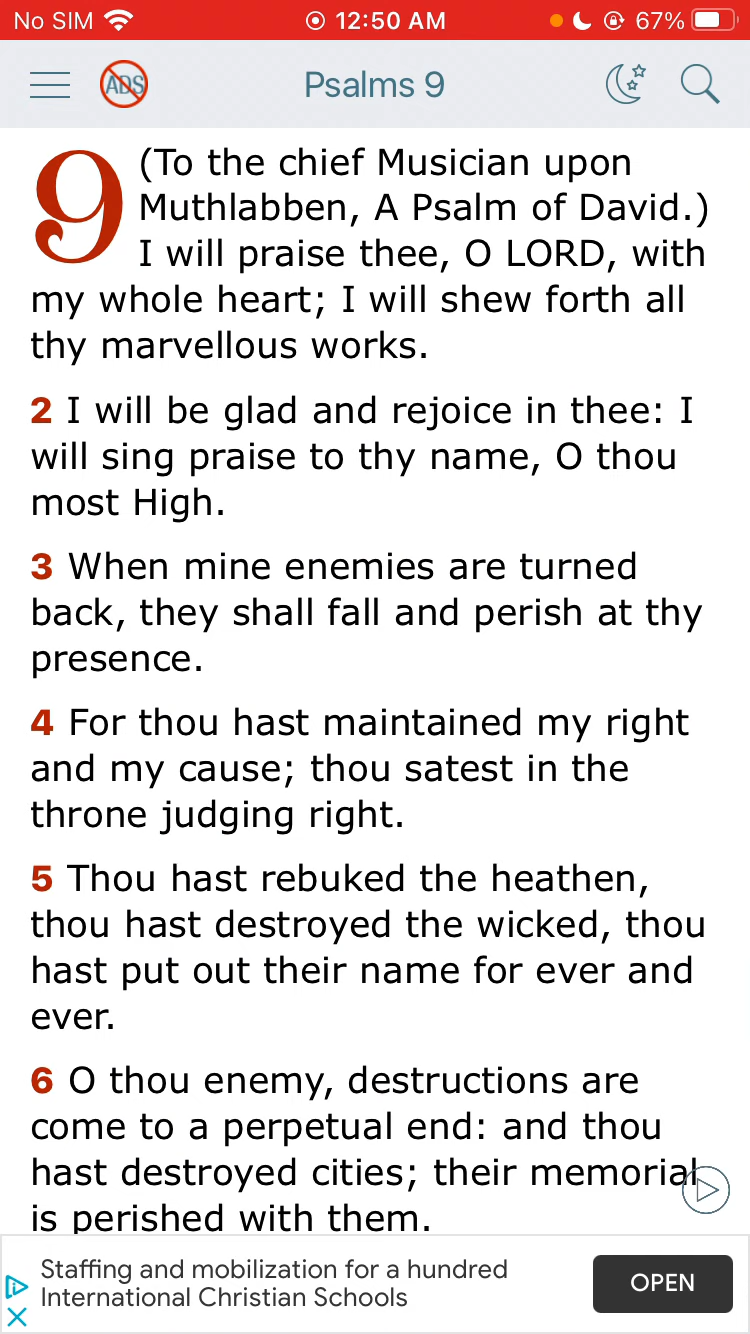 No SIM 12:50 AM 67%
ADS Psalms 9
9 (To the chief Musician upon
Muthlabben, A Psalm of David.)
I will praise thee, O LORD, with
my whole heart; I will shew forth all
thy marvellous works.
2 I will be glad and rejoice in thee: I
will sing praise to thy name, O thou
most High.
3 When mine enemies are turned
back, they shall fall and perish at thy
presence.
4 For thou hast maintained my right
and my cause; thou satest in the
throne judging right.
5 Thou hast rebuked the heathen,
thou hast destroyed the wicked, thou
hast put out their name for ever and
ever.
6 O thou enemy, destructions are
come to a perpetual end: and thou
hast destroyed cities; their memorial
is perished with them.
Staffing and mobilization for a hundred
International Christian Schools
OPEN